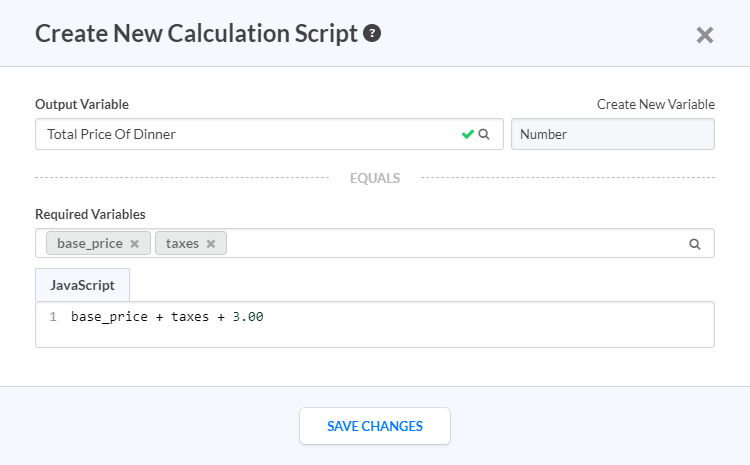 Create New Calculation Script ?
Output Variable Create New Variable
Total Price Of Dinner Number
EQUALS
Required Variables
base_price taxes
JavaScript
1 base_price + taxes + 3.00
SAVE CHANGES